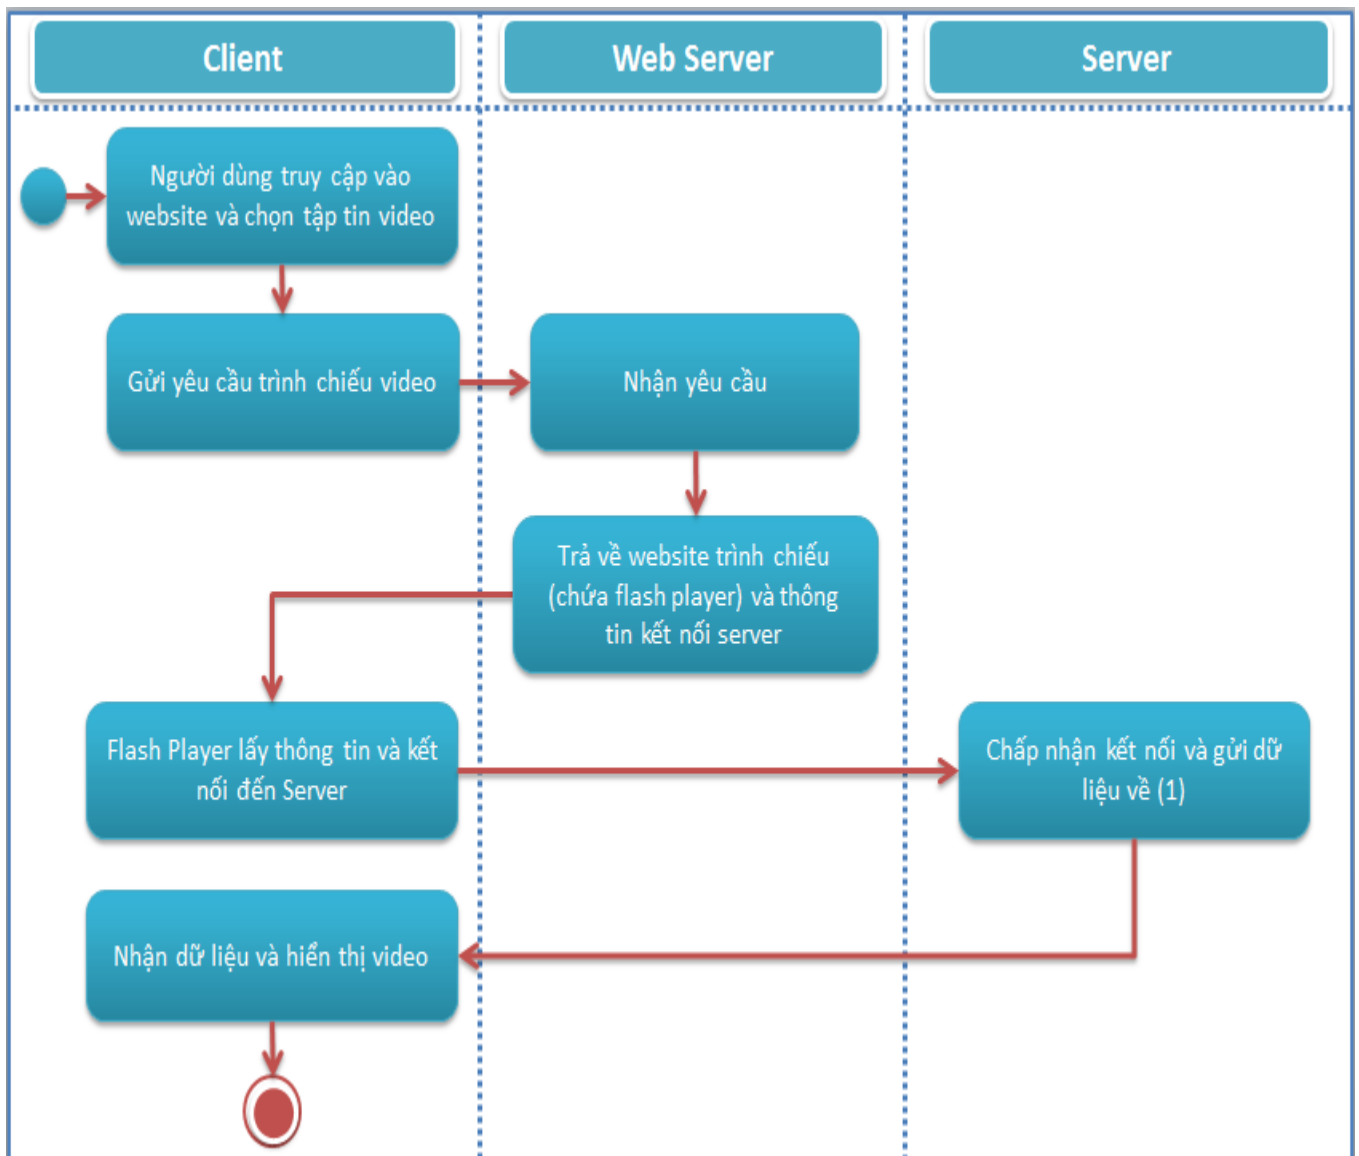 Client
Web Server
Server
Người dùng truy cập vào
website và chọn tập tin video
Gửi yêu cầu trình chiếu video
Nhận yêu cầu
Trả về website trình chiếu
(chứa flash player) và thông
tin kết nối server
Flash Player lấy thông tin và kết
nối đến Server
Chấp nhận kết nối và gửi dữ
liệu về (1)
Nhận dữ liệu và hiển thị video